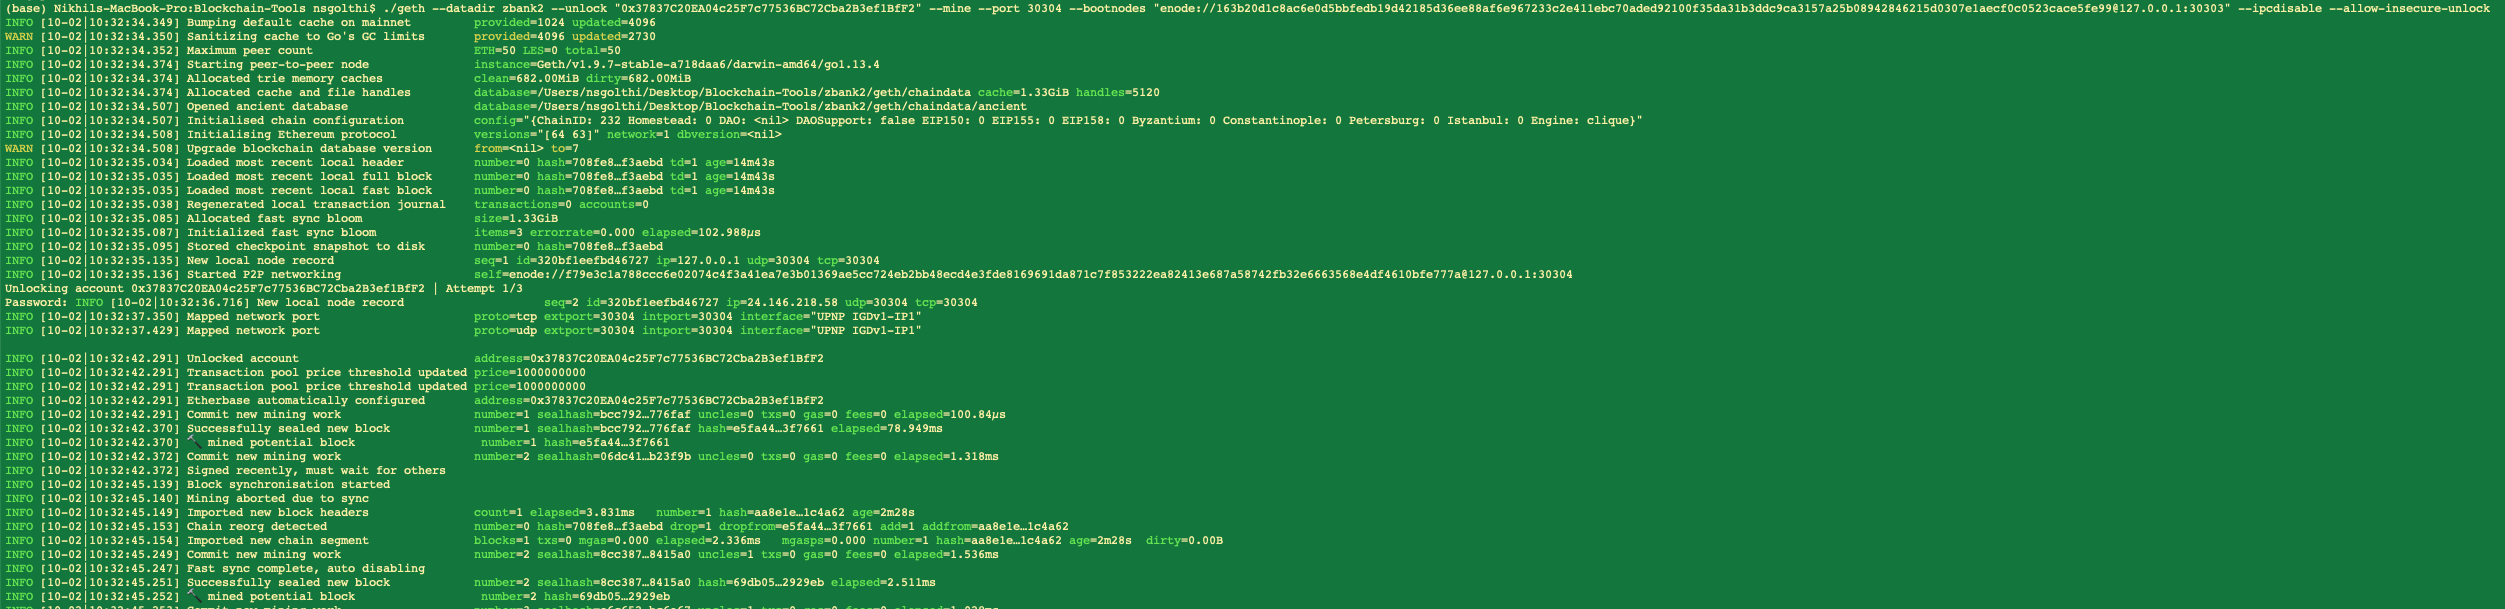 (base) Nikhils-MacBook-Pro:Blockchain-Tools nsgolthi$ ./geth --datadir zbank2 --unlock "0x37837C20EA04c25F7c77536BC72Cba2B3ef1BfF2" --mine --port 30304 --bootnodes "enode://163b20d1c8ac6e0d5bbfedb19d42185d36ee88af6e967233c2e411ebc70aded92100f35da31b3ddc9ca3157a25b08942846215d0307e1aecf0c0523cace5fe99@127.0.0.1:30303" --ipcdisable --allow-insecure-unlock
INFO [10-02|10:32:34.349] Bumping default cache on mainnet provided=1024 updated=4096
WARN [10-02|10:32:34.350] Sanitizing cache to Go's GC limits provided=4096 updated=2730
INFO [10-02|10:32:34.352] Maximum peer count ETH=50 LES=0 total=50
INFO [10-02|10:32:34.374] Starting peer-to-peer node instance=Geth/v1.9.7-stable-a718daa6/darwin-amd64/go1.13.4
INFO [10-02|10:32:34.374] Allocated trie memory caches clean=682.00MiB dirty=682.00MiB
INFO [10-02|10:32:34.374] Allocated cache and file handles database=/Users/nsgolthi/Desktop/Blockchain-Tools/zbank2/geth/chaindata cache=1.33GiB handles=5120
INFO [10-02|10:32:34.507] Opened ancient database database=/Users/nsgolthi/Desktop/Blockchain-Tools/zbank2/geth/chaindata/ancient
INFO [10-02|10:32:34.507] Initialised chain configuration config="{ChainID: 232 Homestead: 0 DAO: <nil> DAOSupport: false EIP150: 0 EIP155: 0 EIP158: 0 Byzantium: 0 Constantinople: 0 Petersburg: 0 Istanbul: 0 Engine: clique}"
INFO [10-02|10:32:34.508] Initialising Ethereum protocol versions="[64 63]" network=1 dbversion=<nil>
WARN [10-02|10:32:34.508] Upgrade blockchain database version from=<nil> to=7
INFO [10-02|10:32:35.034] Loaded most recent local header number=0 hash=708fe8…f3aebd td=1 age=14m43s
INFO [10-02|10:32:35.035] Loaded most recent local full block number=0 hash=708fe8…f3aebd td=1 age=14m43s
INFO [10-02|10:32:35.035] Loaded most recent local fast block number=0 hash=708fe8…f3aebd td=1 age=14m43s
INFO [10-02|10:32:35.038] Regenerated local transaction journal transactions=0 accounts=0
INFO [10-02|10:32:35.085] Allocated fast sync bloom size=1.33GiB
INFO [10-02|10:32:35.087] Initialized fast sync bloom items=3 errorrate=0.000 elapsed=102.988µs
INFO [10-02|10:32:35.095] Stored checkpoint snapshot to disk number=0 hash=708fe8…f3aebd
INFO [10-02|10:32:35.135] New local node record seq=1 id=320bf1eefbd46727 ip=127.0.0.1 udp=30304 tcp=30304
INFO [10-02|10:32:35.136] Started P2P networking self=enode://f79e3c1a788ccc6e02074c4f3a41ea7e3b01369ae5cc724eb2bb48ecd4e3fde8169691da871c7f853222ea82413e687a58742fb32e6663568e4df4610bfe777a@127.0.0.1:30304
Unlocking account 0x37837C20EA04c25F7c77536BC72Cba2B3ef1BfF2 | Attempt 1/3
Password: INFO [10-02|10:32:36.716] New local node record seq=2 id=320bf1eefbd46727 ip=24.146.218.58 udp=30304 tcp=30304
INFO [10-02|10:32:37.350] Mapped network port proto=tcp extport=30304 intport=30304 interface="UPNP IGDv1-IP1"
INFO [10-02|10:32:37.429] Mapped network port proto=udp extport=30304 intport=30304 interface="UPNP IGDv1-IP1"
INFO [10-02|10:32:42.291] Unlocked account address=0x37837C20EA04c25F7c77536BC72Cba2B3ef1BfF2
INFO [10-02|10:32:42.291] Transaction pool price threshold updated price=1000000000
INFO [10-02|10:32:42.291] Transaction pool price threshold updated price=1000000000
INFO [10-02|10:32:42.291] Etherbase automatically configured address=0x37837C20EA04c25F7c77536BC72Cba2B3ef1BfF2
INFO [10-02|10:32:42.291] Commit new mining work number=1 sealhash=bcc792…776faf uncles=0 txs=0 gas=0 fees=0 elapsed=100.84µs
INFO [10-02|10:32:42.370] Successfully sealed new block number=1 sealhash=bcc792…776faf hash=e5fa44…3f7661 elapsed=78.949ms
INFO [10-02|10:32:42.370] 🔨 mined potential block number=1 hash=e5fa44…3f7661
INFO [10-02|10:32:42.372] Commit new mining work number=2 sealhash=06dc41…b23f9b uncles=0 txs=0 gas=0 fees=0 elapsed=1.318ms
INFO [10-02|10:32:42.372] Signed recently, must wait for others
INFO [10-02|10:32:45.139] Block synchronisation started
INFO [10-02|10:32:45.140] Mining aborted due to sync
INFO [10-02|10:32:45.149] Imported new block headers count=1 elapsed=3.831ms number=1 hash=aa8e1e…1c4a62 age=2m28s
INFO [10-02|10:32:45.153] Chain reorg detected number=0 hash=708fe8…f3aebd drop=1 dropfrom=e5fa44…3f7661 add=1 addfrom=aa8e1e…1c4a62
INFO [10-02|10:32:45.154] Imported new chain segment blocks=1 txs=0 mgas=0.000 elapsed=2.336ms mgasps=0.000 number=1 hash=aa8e1e…1c4a62 age=2m28s dirty=0.00B
INFO [10-02|10:32:45.249] Commit new mining work number=2 sealhash=8cc387…8415a0 uncles=1 txs=0 gas=0 fees=0 elapsed=1.536ms
INFO [10-02|10:32:45.247] Fast sync complete, auto disabling
INFO [10-02|10:32:45.251] Successfully sealed new block number=2 sealhash=8cc387…8415a0 hash=69db05…2929eb elapsed=2.511ms
INFO [10-02|10:32:45.252] 🔨 mined potential block number=2 hash=69db05…2929eb